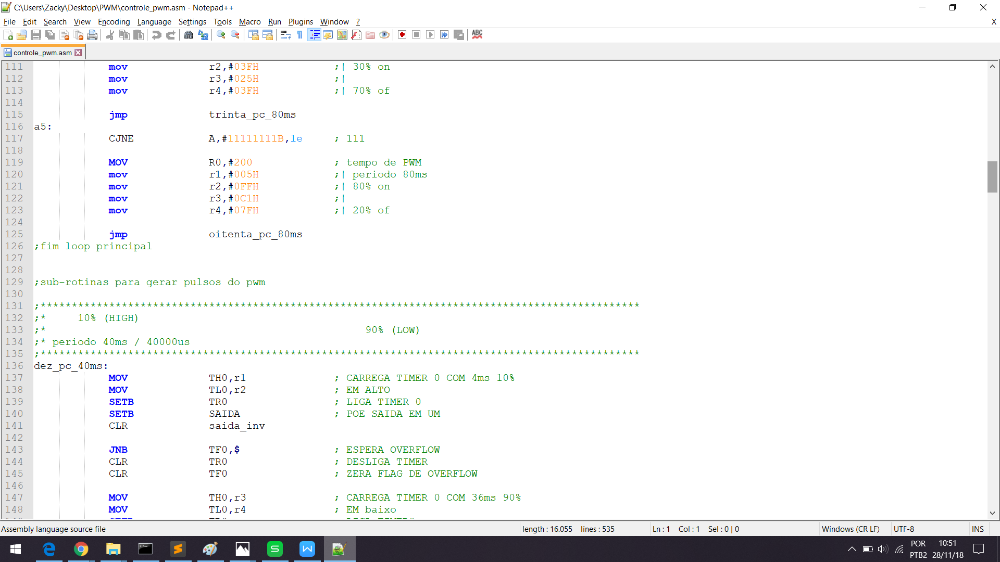 C:\Users\Zacky\Desktop\PWM\controle_pwm.asm - Notepad++
File Edit Search View Encoding Language Settings Tools Macro Run Plugins Window ? X
ABC
controle_pwm.asm
111 mov r2,#03FH ;| 30% on
112 mov r3,#025H ;|
113 mov r4,#03FH ;| 70% of
114
115 jmp trinta_pc_80ms
116 a5:
117 CJNE A,#11111111B,le ; 111
118
119 MOV R0,#200 ; tempo de PWM
120 mov r1,#005H ;| periodo 80ms
121 mov r2,#0FFH ;| 80% on
122 mov r3,#0C1H ;|
123 mov r4,#07FH ;| 20% of
124
125 jmp oitenta_pc_80ms
126 ;fim loop principal
127
128
129 ;sub-rotinas para gerar pulsos do pwm
130
131 ;************************************************************************************************
132 ;* 10% (HIGH)
133 ;* 90% (LOW)
134 ;* periodo 40ms / 40000us
135 ;************************************************************************************************
136 dez_pc_40ms:
137 MOV TH0,r1 ; CARREGA TIMER 0 COM 4ms 10%
138 MOV TL0,r2 ; EM ALTO
139 SETB TR0 ; LIGA TIMER 0
140 SETB SAIDA ; POE SAIDA EM UM
141 CLR saida_inv
142
143 JNB TF0,$ ; ESPERA OVERFLOW
144 CLR TR0 ; DESLIGA TIMER
145 CLR TF0 ; ZERA FLAG DE OVERFLOW
146
147 MOV TH0,r3 ; CARREGA TIMER 0 COM 36ms 90%
148 MOV TL0,r4 ; EM baixo
Assembly language source file length : 16.055 lines : 535 Ln : 1 Col : 1 Sel : 0 | 0 Windows (CR LF) UTF-8 INS
POR 10:51
PTB2 28/11/18